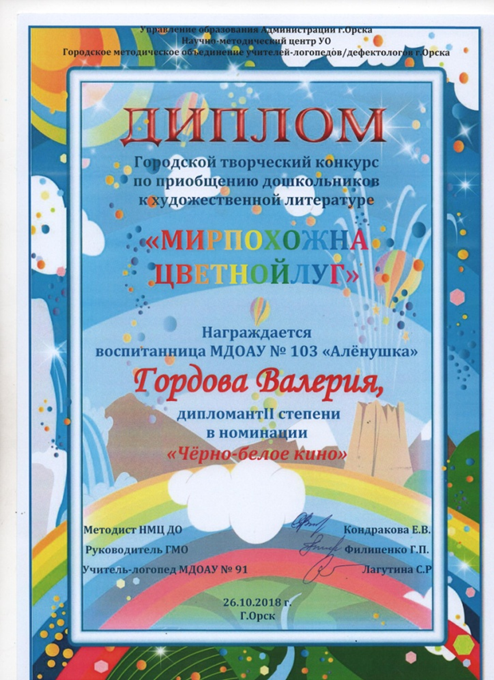 Управление образования Администрации г.Орска
Научно-методический центр УО
Городское методическое объединение учителей-логопедов/дефектологов г.Орска
ДИПЛОМ
Городской творческий конкурс
по приобщению дошкольников
к художественной литературе
«МИРПОХОЖНА
ЦВЕТНОЙЛУГ»
Награждается
воспитанница МДОАУ № 103 «Алёнушка»
Гордова Валерия,
дипломантII степени
в номинации
«Чёрно-белое кино»
Методист НМЦ ДО Кондракова Е.В.
Руководитель ГМО Филипенко Г.П.
Учитель-логопед МДОАУ № 91 Лагутина С.Р
26.10.2018 г.
Г.Орск